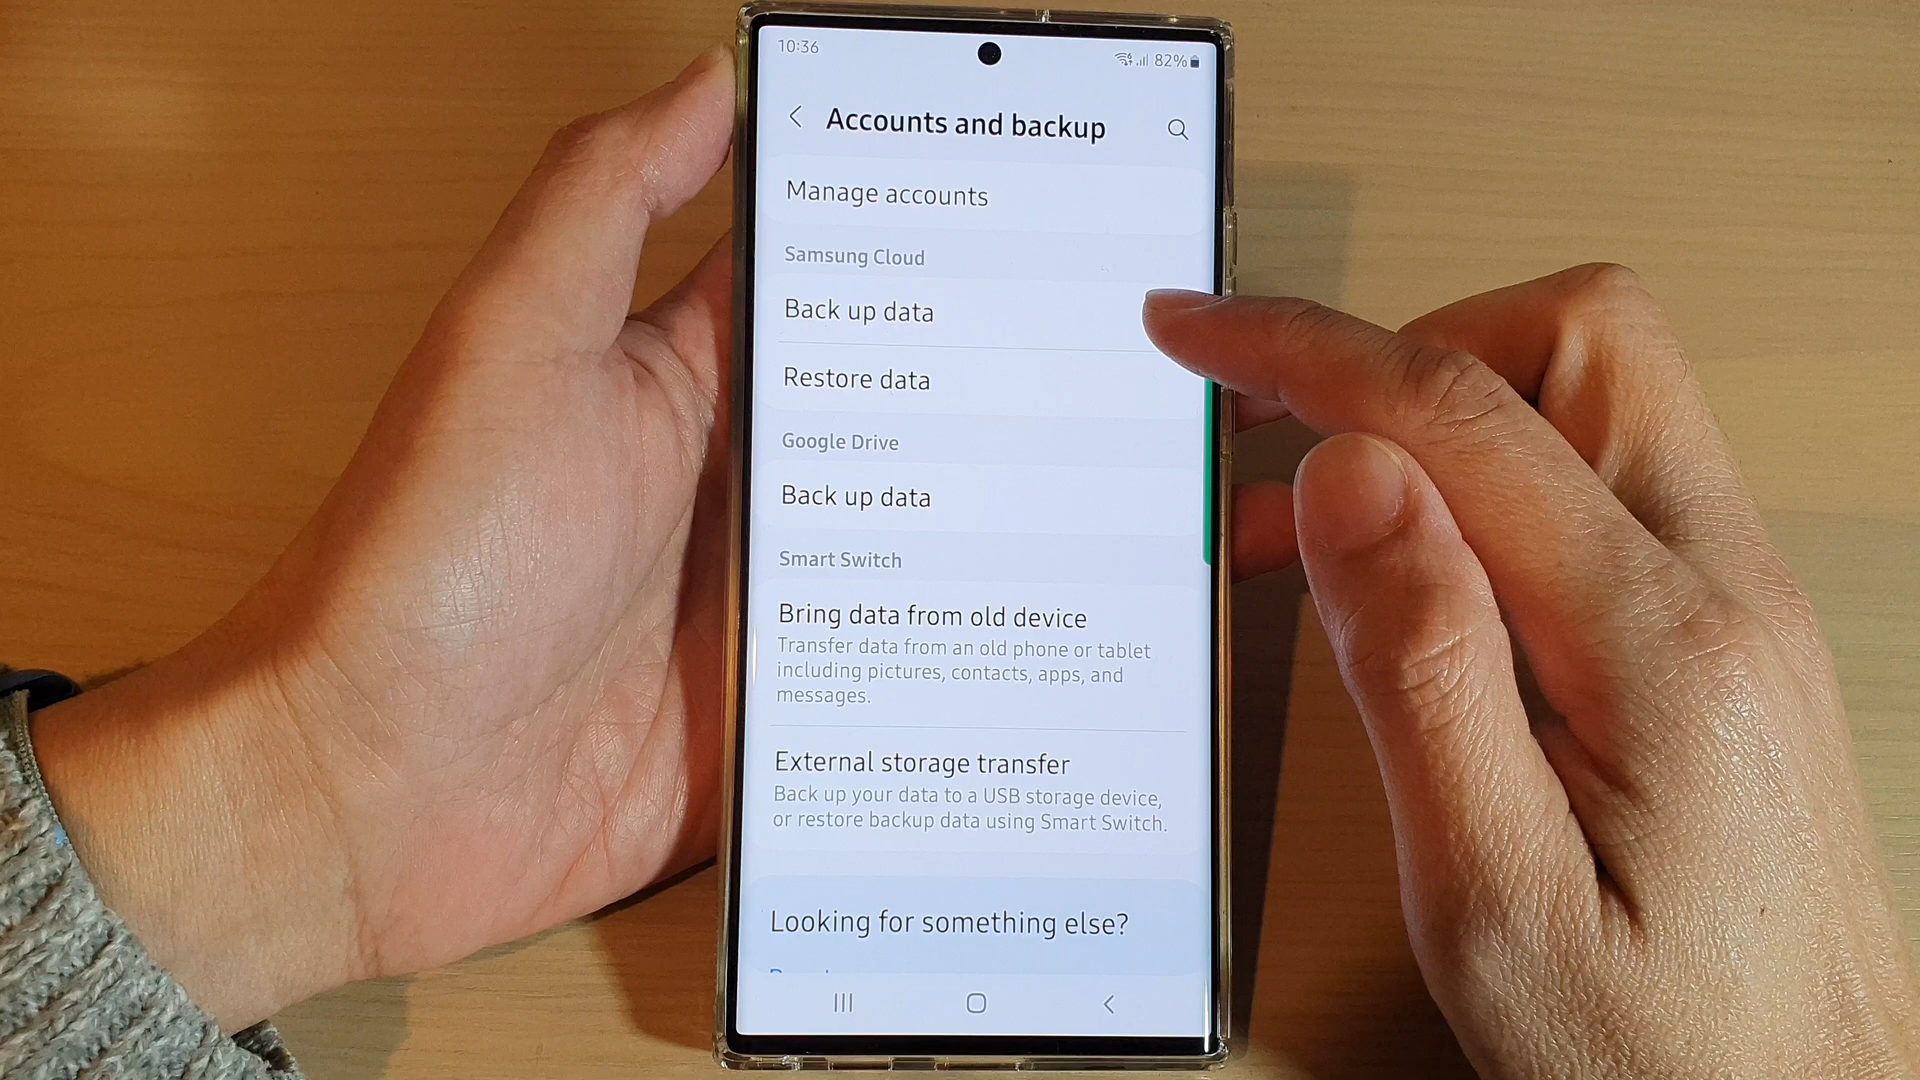 10:36
82%
Accounts and backup
Manage accounts
Samsung Cloud
Back up data
Restore data
Google Drive
Back up data
Smart Switch
Bring data from old device
Transfer data from an old phone or tablet
including pictures, contacts, apps, and
messages.
External storage transfer
Back up your data to a USB storage device,
or restore backup data using Smart Switch.
Looking for something else?